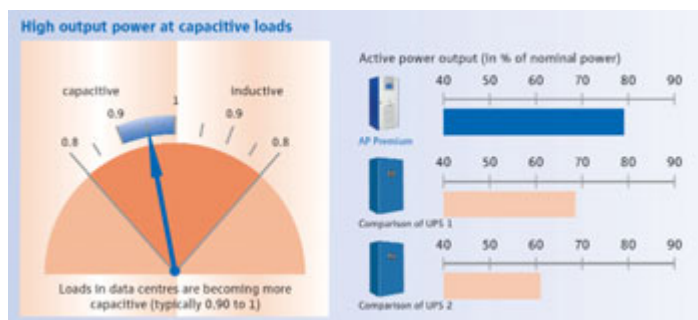 High output power at capacitive loads
capacitive
inductive
0.8
0.9
1
0.9
0.8
Loads in data centres are becoming more
capacitive (typically 0.90 to 1)
Active power output (in % of nominal power)
40 50 60 70 80 90
AP Premium
40 50 60 70 80 90
Comparison of UPS 1
40 50 60 70 80 90
Comparison of UPS 2